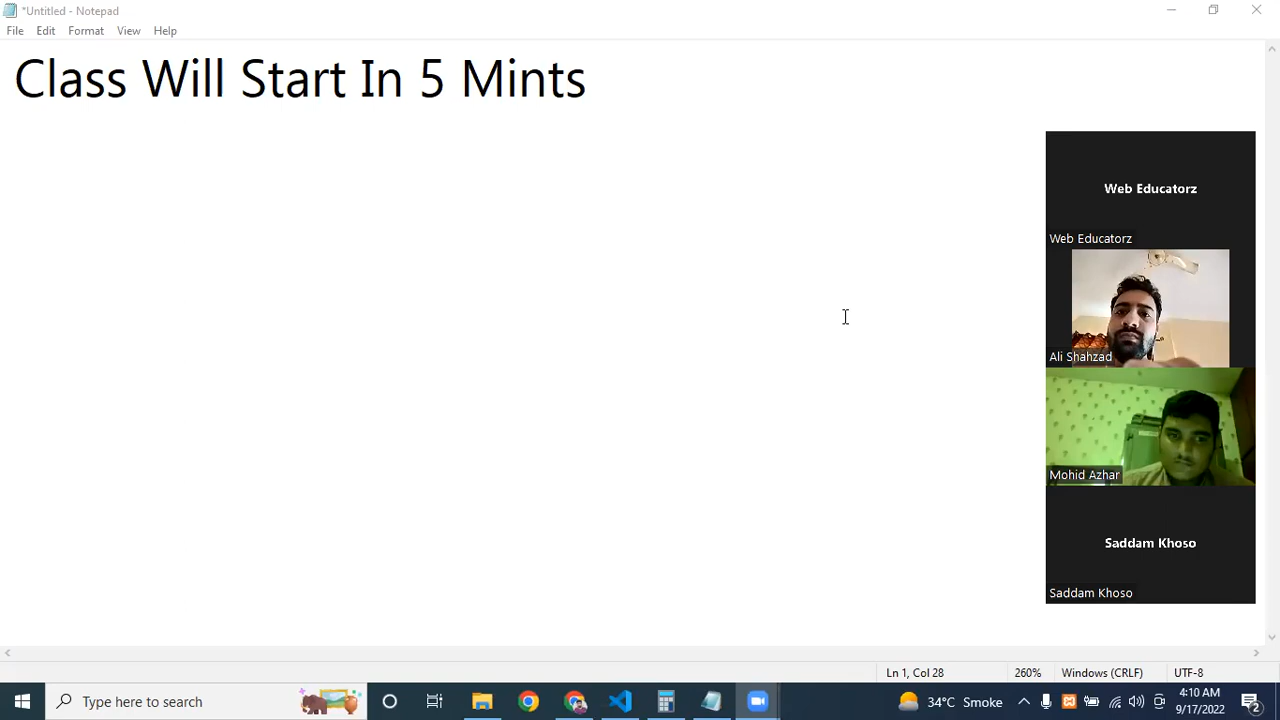 *Untitled - Notepad
File Edit Format View Help
Class Will Start In 5 Mints
Web Educatorz
Web Educatorz
Ali Shahzad
Mohid Azhar
Saddam Khoso
Saddam Khoso
Ln 1, Col 28 260% Windows (CRLF) UTF-8
Type here to search
34°C Smoke
4:10 AM
9/17/2022
2